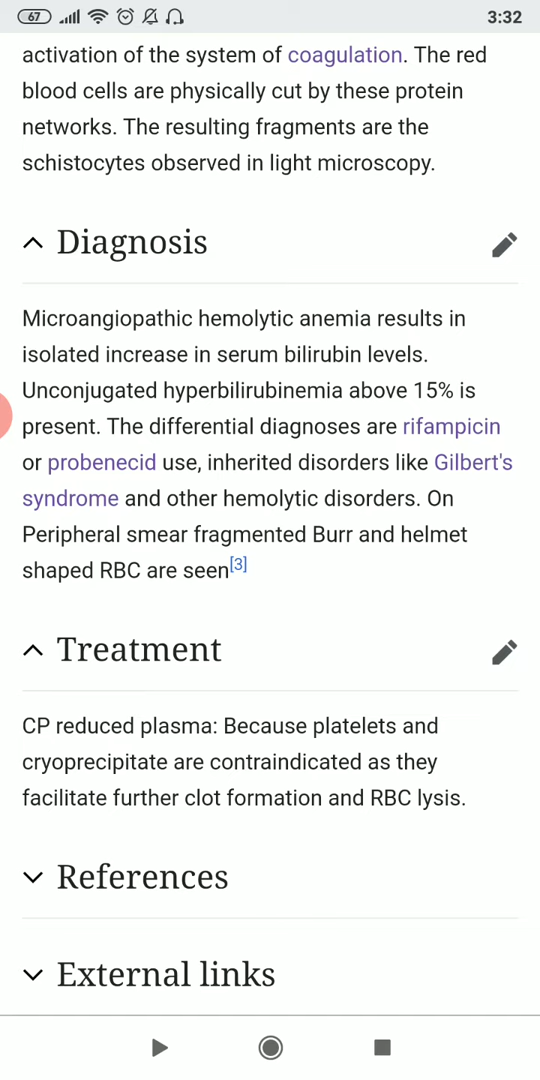 67 3:32
activation of the system of coagulation. The red
blood cells are physically cut by these protein
networks. The resulting fragments are the
schistocytes observed in light microscopy.
Diagnosis
Microangiopathic hemolytic anemia results in
isolated increase in serum bilirubin levels.
Unconjugated hyperbilirubinemia above 15% is
present. The differential diagnoses are rifampicin
or probenecid use, inherited disorders like Gilbert's
syndrome and other hemolytic disorders. On
Peripheral smear fragmented Burr and helmet
shaped RBC are seen[3]
Treatment
CP reduced plasma: Because platelets and
cryoprecipitate are contraindicated as they
facilitate further clot formation and RBC lysis.
References
External links